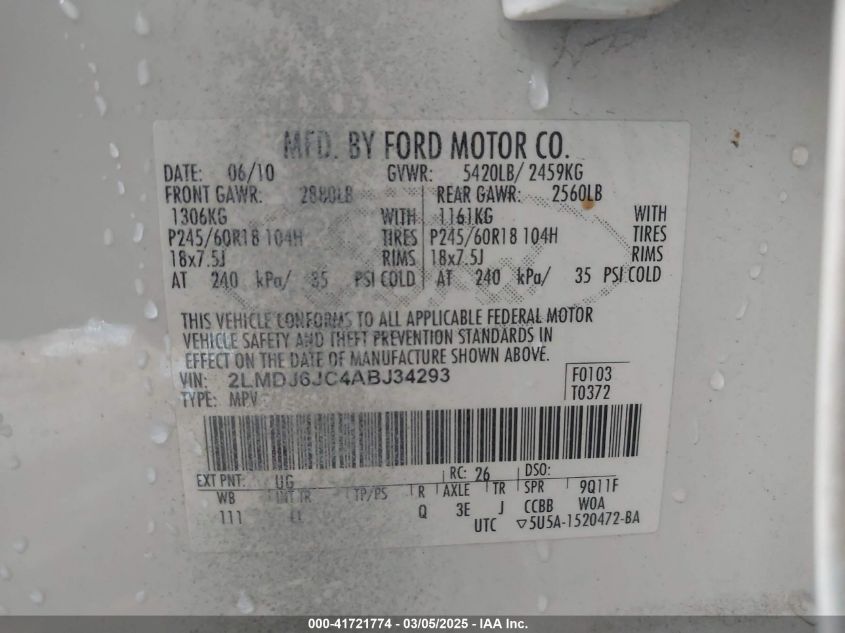 MFD. BY FORD MOTOR CO.
DATE: 06/10 GVWR: 5420LB/ 2459KG
FRONT GAWR: 2880LB REAR GAWR: 2560LB
1306KG WITH 1161KG WITH
P245/60R18 104H TIRES P245/60R18 104H TIRES
18x7.5J RIMS 18x7.5J RIMS
AT 240 kPa/ 35 PSI COLD AT 240 kPa/ 35 PSI COLD
THIS VEHICLE CONFORMS TO ALL APPLICABLE FEDERAL MOTOR
VEHICLE SAFETY AND THEFT PREVENTION STANDARDS IN
EFFECT ON THE DATE OF MANUFACTURE SHOWN ABOVE.
VIN: 2LMDJ6JC4ABJ34293 F0103
TYPE: MPV T0372
EXT PNT: UG RC: 26 DSO:
WB INT TR TP/PS R AXLE TR SPR 9Q11F
111 Q 3E J CCBB W0A
UTC ▽5U5A-1520472-BA
000-41721774 - 03/05/2025 - IAA Inc.